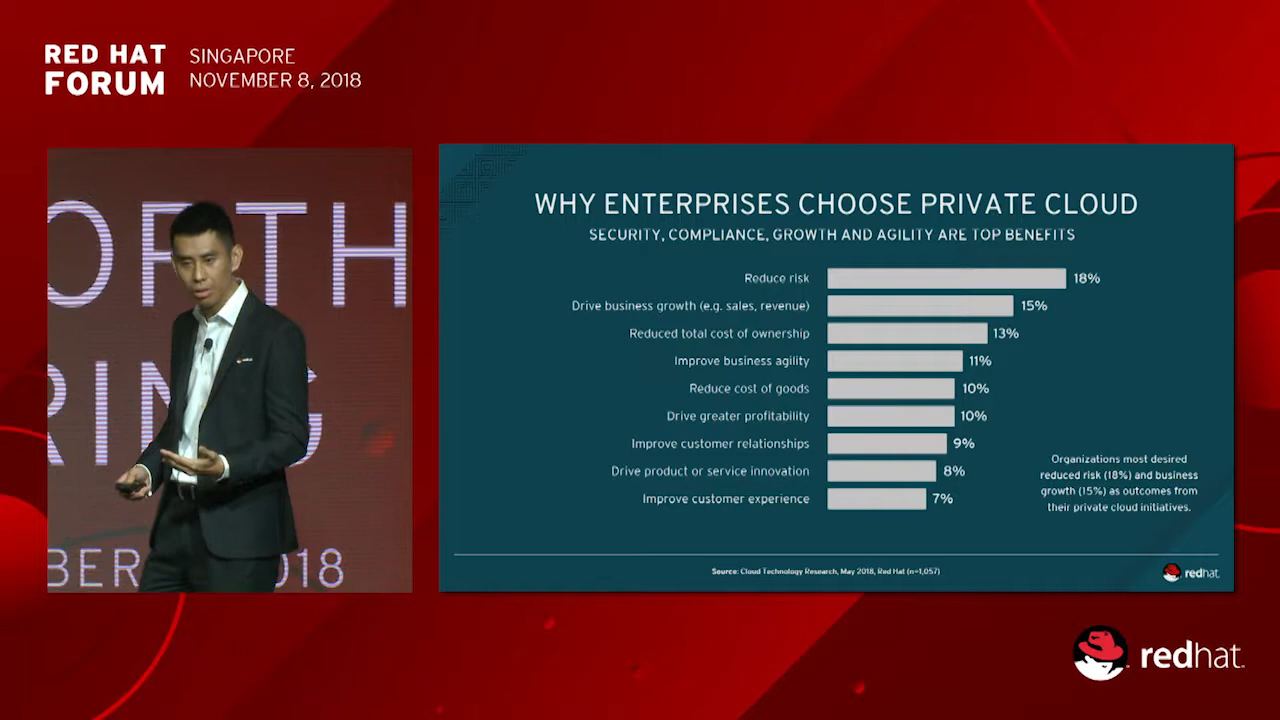 RED HAT
FORUM
SINGAPORE
NOVEMBER 8, 2018
ORTH
RING
BER 2018
WHY ENTERPRISES CHOOSE PRIVATE CLOUD
SECURITY, COMPLIANCE, GROWTH AND AGILITY ARE TOP BENEFITS
Reduce risk 18%
Drive business growth (e.g. sales, revenue) 15%
Reduced total cost of ownership 13%
Improve business agility 11%
Reduce cost of goods 10%
Drive greater profitability 10%
Improve customer relationships 9%
Drive product or service innovation 8%
Improve customer experience 7%
Organizations most desired
reduced risk (18%) and business
growth (15%) as outcomes from
their private cloud initiatives.
Source: Cloud Technology Research, May 2018, Red Hat (n=1,057)
redhat.
redhat.